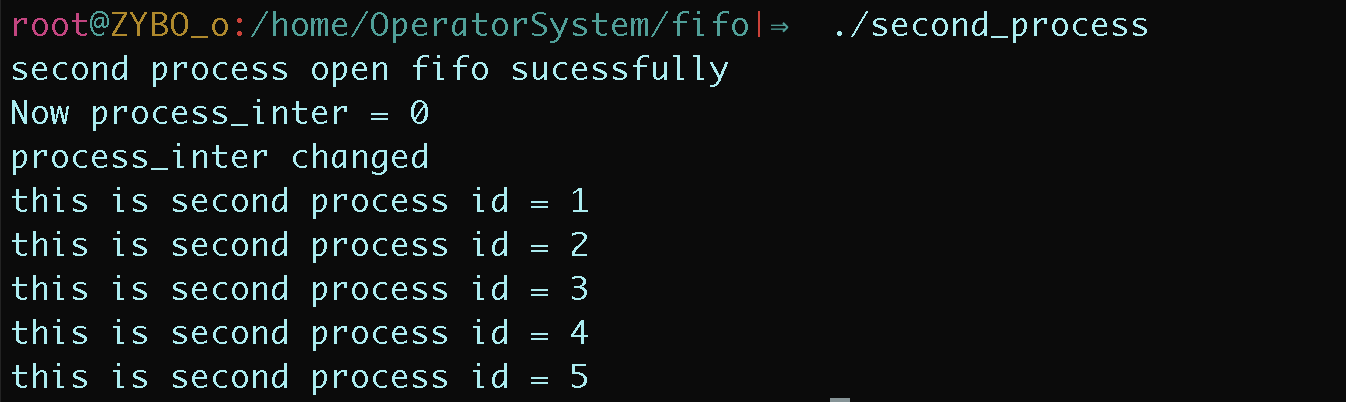 root@ZYBO_o:/home/OperatorSystem/fifo|⇒  ./second_process
second process open fifo sucessfully
Now process_inter = 0
process_inter changed
this is second process id = 1
this is second process id = 2
this is second process id = 3
this is second process id = 4
this is second process id = 5